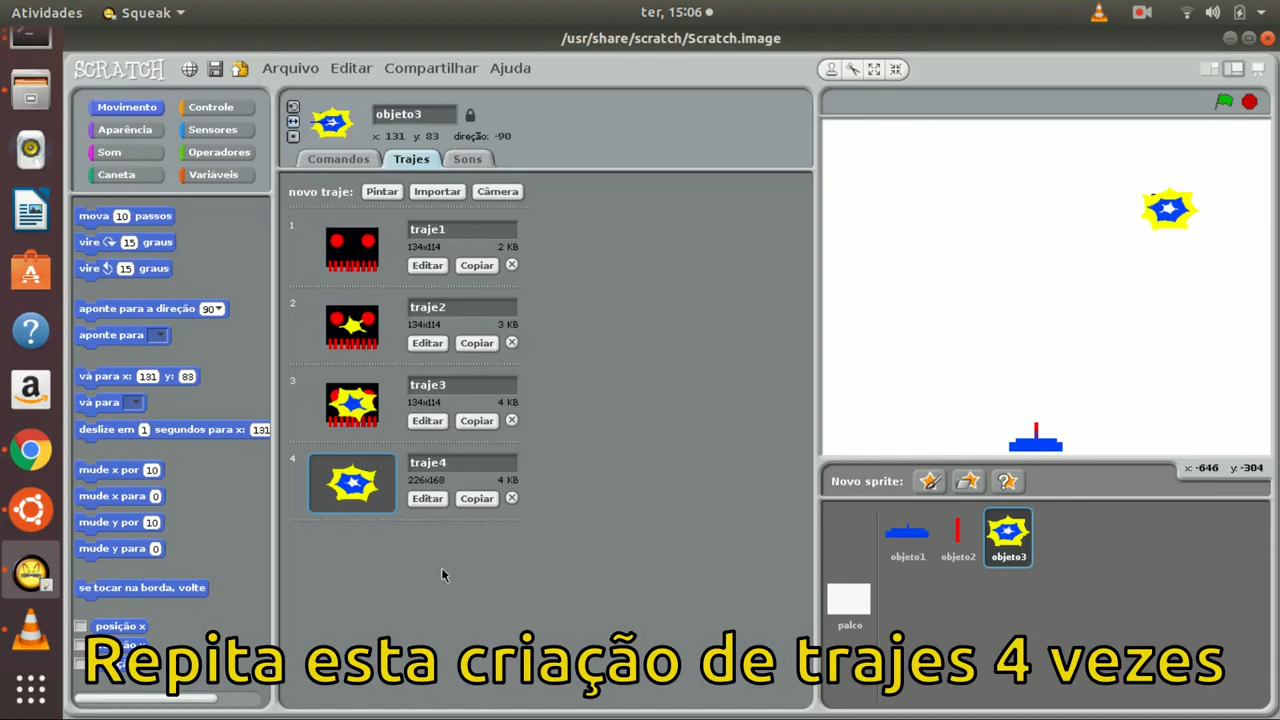 Atividades
Squeak
ter, 15:06
/usr/share/scratch/Scratch.image
SCRATCH
Arquivo Editar Compartilhar Ajuda
Movimento Controle
Aparência Sensores
Som Operadores
Caneta Variáveis
mova 10 passos
vire 15 graus
vire 15 graus
aponte para a direção 90
aponte para
vá para x: 131 y: 83
vá para
deslize em 1 segundos para x: 131
mude x por 10
mude x para 0
mude y por 10
mude y para 0
se tocar na borda, volte
posição x
objeto3
x: 131 y: 83 direção: -90
Comandos Trajes Sons
novo traje: Pintar Importar Câmera
1
traje1
134x114 2 KB
Editar Copiar
2
traje2
134x114 3 KB
Editar Copiar
3
traje3
134x114 4 KB
Editar Copiar
4
traje4
226x168 4 KB
Editar Copiar
x: -646 y: -304
Novo sprite:
objeto1 objeto2 objeto3
palco
Repita esta criação de trajes 4 vezes